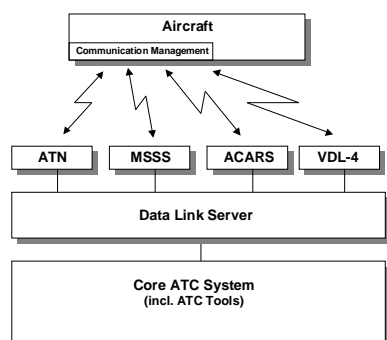 Aircraft
Communication Management
ATN MSSS ACARS VDL-4
Data Link Server
Core ATC System
(incl. ATC Tools)